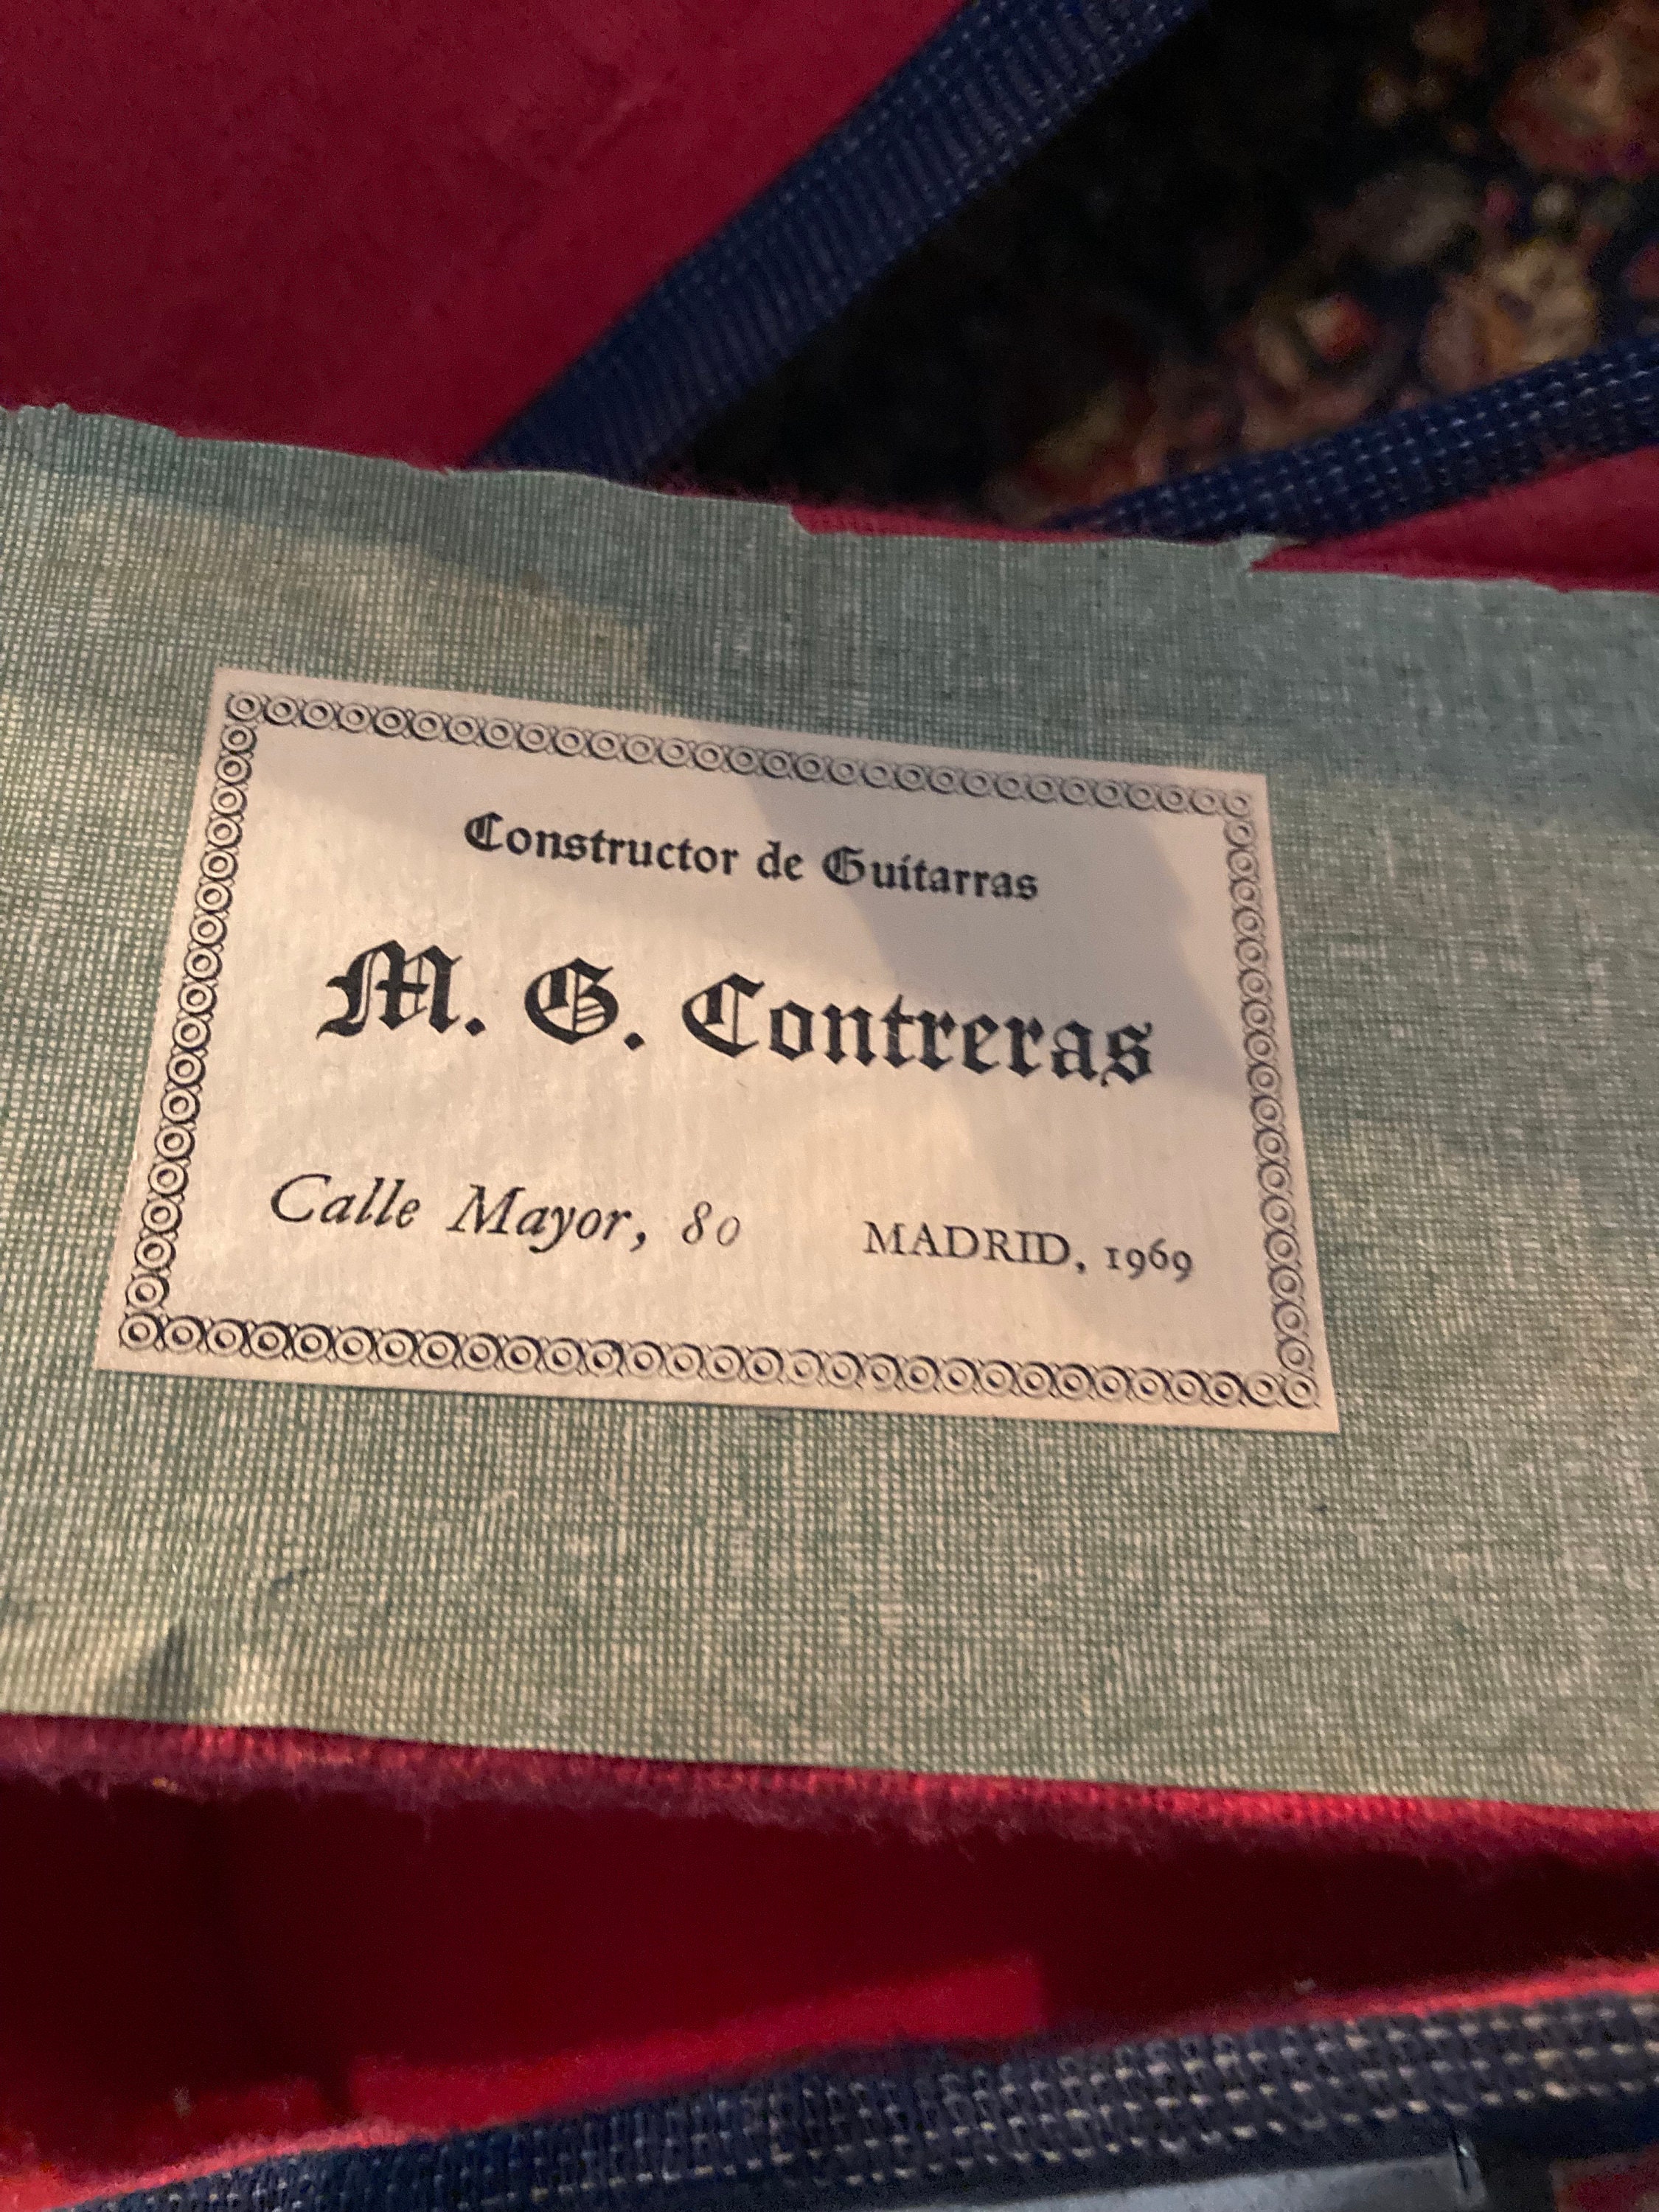 Constructor de Guitarras
M. G. Contreras
Calle Mayor, 80 MADRID, 1969